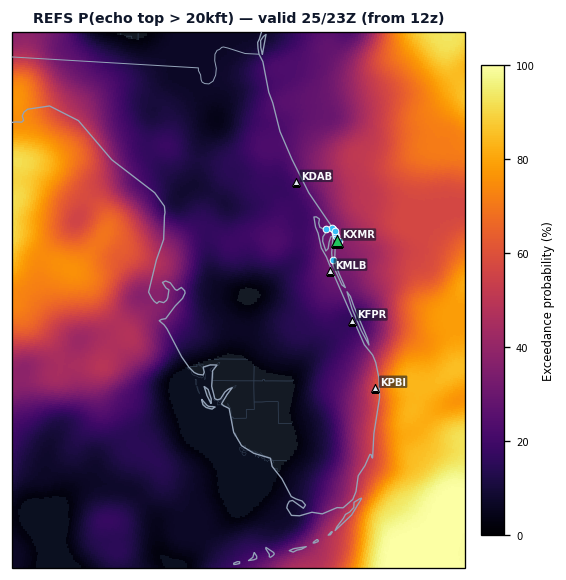 REFS P(echo top > 20kft) — valid 25/23Z (from 12z)
KDAB
KXMR
KMLB
KFPR
KPBI
100
80
60
40
20
0
Exceedance probability (%)